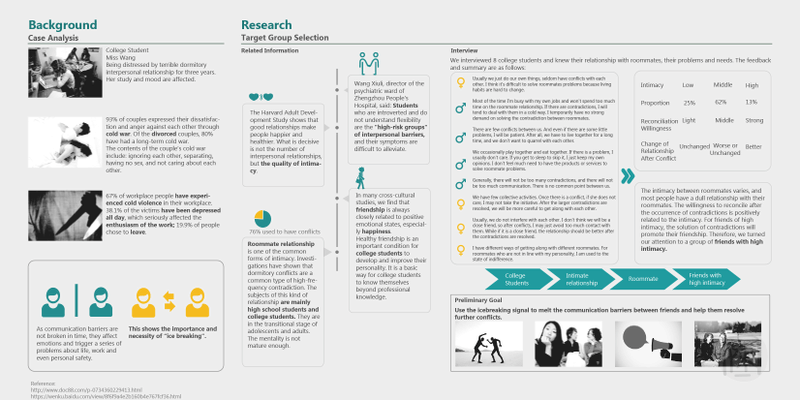 Background
Case Analysis
College Student
Miss Wang
Being distressed by terrible dormitory
interpersonal relationship for three years.
Her study and mood are affected.
93% of couples expressed their dissatisfac-
tion and anger against each other through
cold war. Of the divorced couples, 80%
have had a long-term cold war.
The contents of the couple's cold war
include: ignoring each other, separating,
having no sex, and not caring about each
other.
67% of workplace people have experi-
enced cold violence in their workplace.
38.1% of the victims have been depressed
all day, which seriously affected the
enthusiasm of the work; 19.9% of people
chose to leave.
As communication barriers are
not broken in time, they affect
emotions and trigger a series of
problems about life, work and
even personal safety.
This shows the importance and
necessity of "ice breaking".
Reference:
Research
Target Group Selection
Related Information
The Harvard Adult Devel-
opment Study shows that
good relationships make
people happier and
healthier. What is decisive
is not the number of
interpersonal relationships,
but the quality of intima-
cy.
76% used to have conflicts
Roommate relationship
is one of the common
forms of intimacy. Investi-
gations have shown that
dormitory conflicts are a
common type of high-fre-
quency contradiction. The
subjects of this kind of
relationship are mainly
high school students and
college students. They are
in the transitional stage of
adolescents and adults.
The mentality is not
mature enough.
Wang Xiuli, director of the
psychiatric ward of
Zhengzhou People's
Hospital, said: Students
who are introverted and do
not understand flexibility
are the "high-risk groups"
of interpersonal barriers,
and their symptoms are
difficult to alleviate.
In many cross-cultural
studies, we find that
friendship is always
closely related to positive
emotional states, especial-
ly happiness.
Healthy friendship is an
important condition for
college students to
develop and improve their
personality. It is a basic
way for college students
to know themselves
beyond professional
knowledge.
Interview
We interviewed 8 college students and knew their relationship with roommates, their problems and needs. The feedback
and summary are as follows:
Usually we just do our own things, seldom have conflicts with each
other. I think it's difficult to solve roommates problems because living
habits are hard to change.
Most of the time I'm busy with my own jobs and won't spend too much
time on the roommate relationship. If there are contradictions, I will
tend to deal with them in a cold way. I temporarily have no strong
demand on solving the contradiction between roommates.
There are few conflicts between us. And even if there are some little
problems, I will be patient. After all, we have to live together for a long
time, and we don't want to quarrel with each other.
We occasionally play together and eat together. If there is a problem, I
usually don't care. If you get to sleep to skip it, I just keep my own
opinions. I don't feel much need to have the products or services to
solve roommate problems.
Generally, there will not be too many contradictions, and there will not
be too much communication. There is no common point between us.
We have few collective activities. Once there is a conflict, if she does not
care, I may not take the initiative. After the larger contradictions are
resolved, we will be more careful to get along with each other.
Usually, we do not interfere with each other. I don't think we will be a
close friend, so after conflicts, I may just avoid too much contact with
them. While if it is a close friend, the relationship should be better after
the contradictions are resolved.
I have different ways of getting along with different roommates. For
roommates who are not in line with my personality, I am used to the
state of indifference.
Intimacy Low Middle High
Proportion 25% 62% 13%
Reconciliation Willingness Light Middle Strong
Change of Relationship After Conflict Unchanged Worse or Unchanged Better
The intimacy between roommates varies, and
most people have a dull relationship with their
roommates. The willingness to reconcile after
the occurrence of contradictions is positively
related to the intimacy. For friends of high
intimacy, the solution of contradictions will
promote their friendship. Therefore, we turned
our attention to a group of friends with high
intimacy.
College Students
Intimate relationship
Roommate
Friends with high intimacy
Preliminary Goal
Use the icebreaking signal to melt the communication barriers between friends and help them resolve
further conflicts.